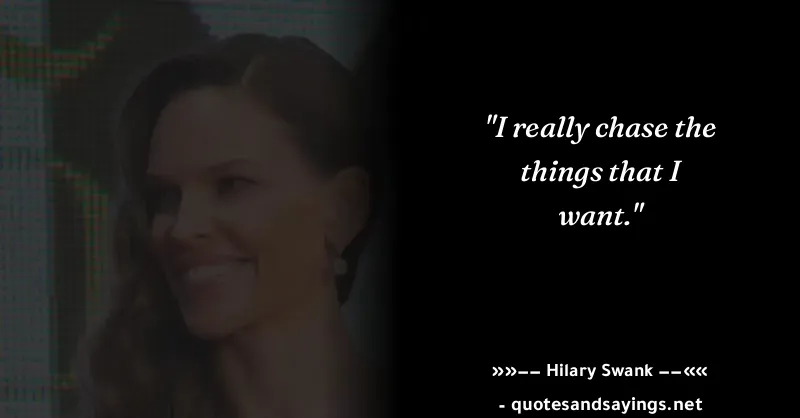 "I really chase the
things that I
want."
»»−− Hilary Swank −−««
- quotesandsayings.net